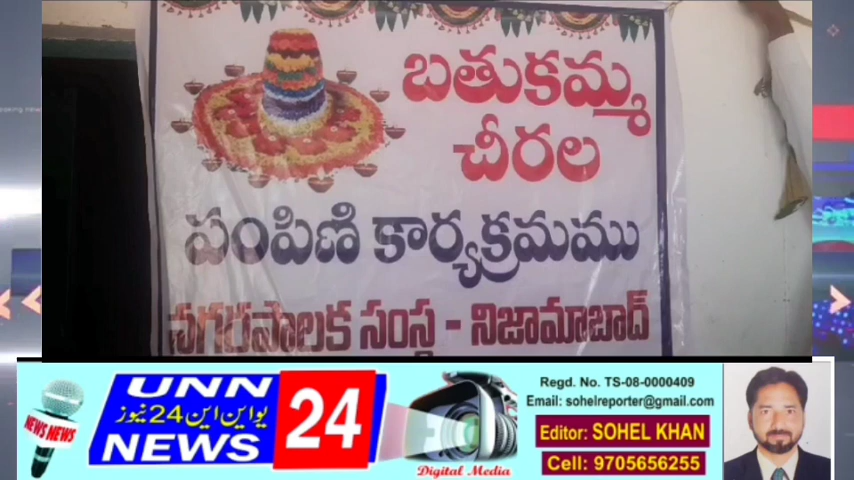 బతుకమ్మ
చీరల
పంపిణి కార్యక్రమము
నగరపాలక సంస్థ - నిజామాబాద్
NEWS NEWS
UNN
یو این این 24 نیوز
NEWS
24
Digital Media
Regd. No. TS-08-0000409
Email: sohelreporter@gmail.com
Editor: SOHEL KHAN
Cell: 9705656255